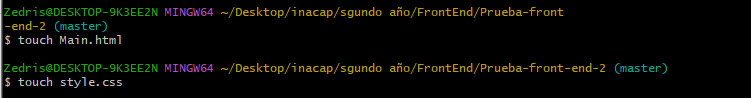 Zedris@DESKTOP-9K3EE2N MINGW64 ~/Desktop/inacap/sgundo año/FrontEnd/Prueba-front
-end-2 (master)
$ touch Main.html
Zedris@DESKTOP-9K3EE2N MINGW64 ~/Desktop/inacap/sgundo año/FrontEnd/Prueba-front-end-2 (master)
$ touch style.css